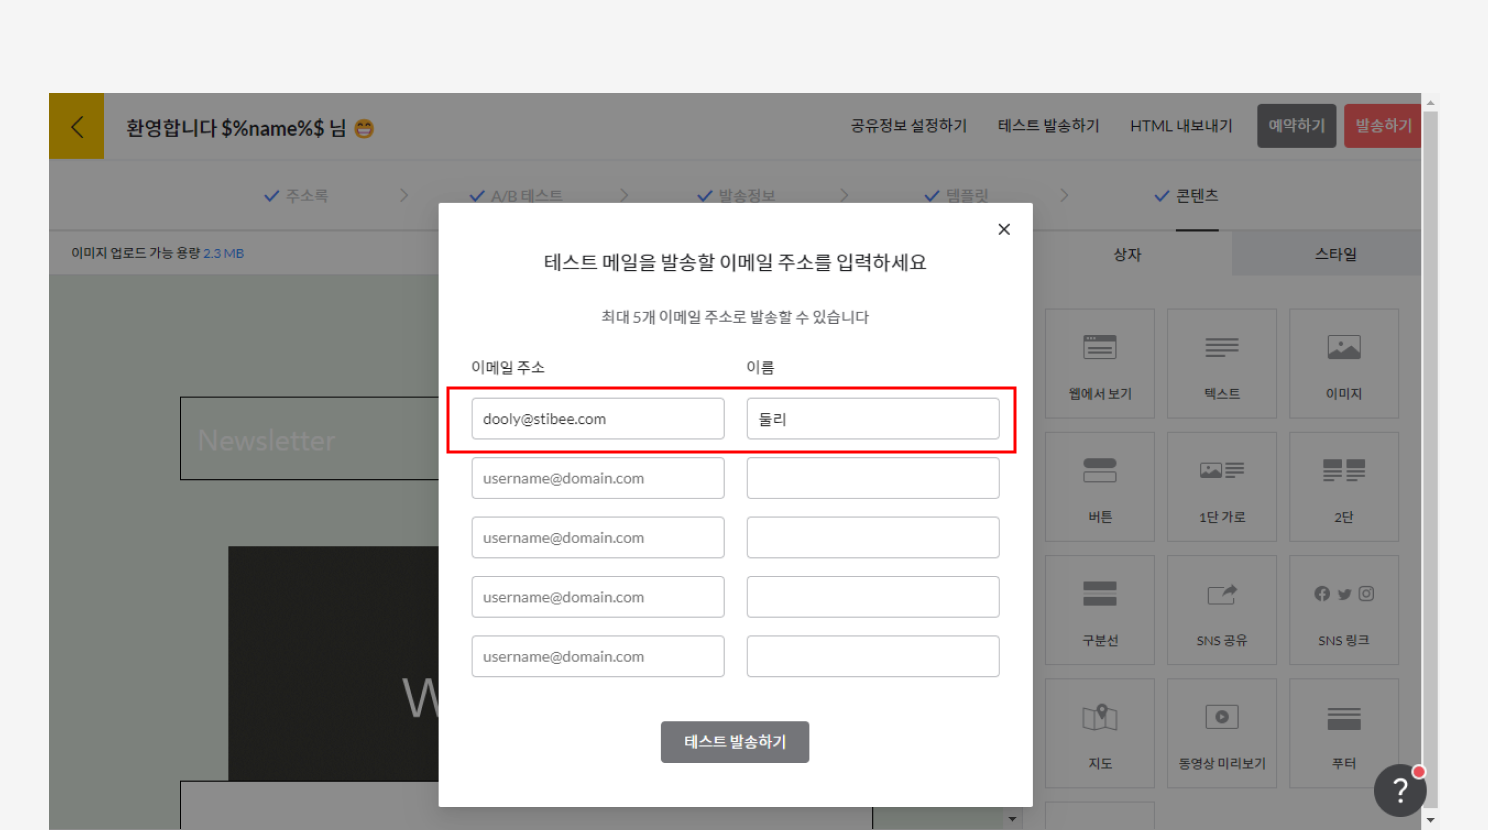 환영합니다 $%name%$ 님 😁
공유정보 설정하기
테스트 발송하기
HTML 내보내기
예약하기
발송하기
주소록
A/B 테스트
발송정보
템플릿
콘텐츠
이미지 업로드 가능 용량 2.3 MB
상자
스타일
Newsletter
W
테스트 메일을 발송할 이메일 주소를 입력하세요
최대 5개 이메일 주소로 발송할 수 있습니다
이메일 주소
이름
dooly@stibee.com
둘리
username@domain.com
username@domain.com
username@domain.com
username@domain.com
테스트 발송하기
웹에서 보기
텍스트
이미지
버튼
1단 가로
2단
구분선
SNS 공유
SNS 링크
지도
동영상 미리보기
푸터
?